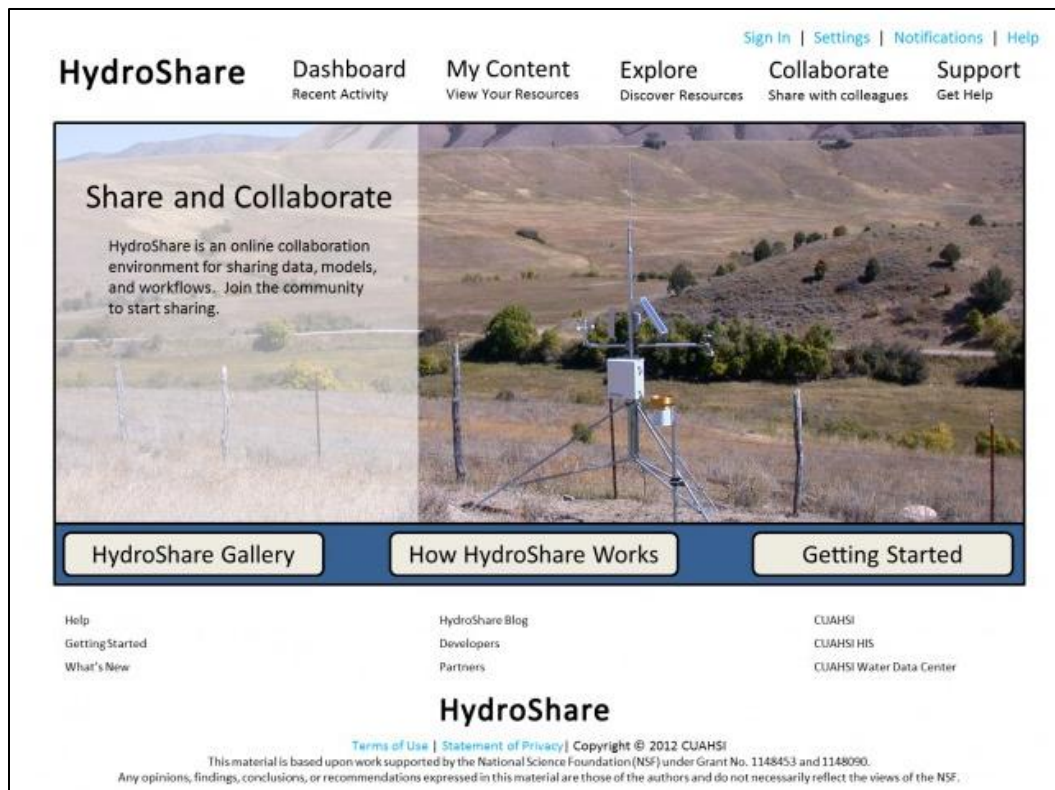 Sign In | Settings | Notifications | Help
HydroShare
Dashboard
Recent Activity
My Content
View Your Resources
Explore
Discover Resources
Collaborate
Share with colleagues
Support
Get Help
Share and Collaborate
HydroShare is an online collaboration
environment for sharing data, models,
and workflows. Join the community
to start sharing.
HydroShare Gallery
How HydroShare Works
Getting Started
Help
Getting Started
What's New
HydroShare Blog
Developers
Partners
CUAHSI
CUAHSI HIS
CUAHSI Water Data Center
HydroShare
Terms of Use | Statement of Privacy| Copyright © 2012 CUAHSI
This material is based upon work supported by the National Science Foundation (NSF) under Grant No. 1148453 and 1148090.
Any opinions, findings, conclusions, or recommendations expressed in this material are those of the authors and do not necessarily reflect the views of the NSF.